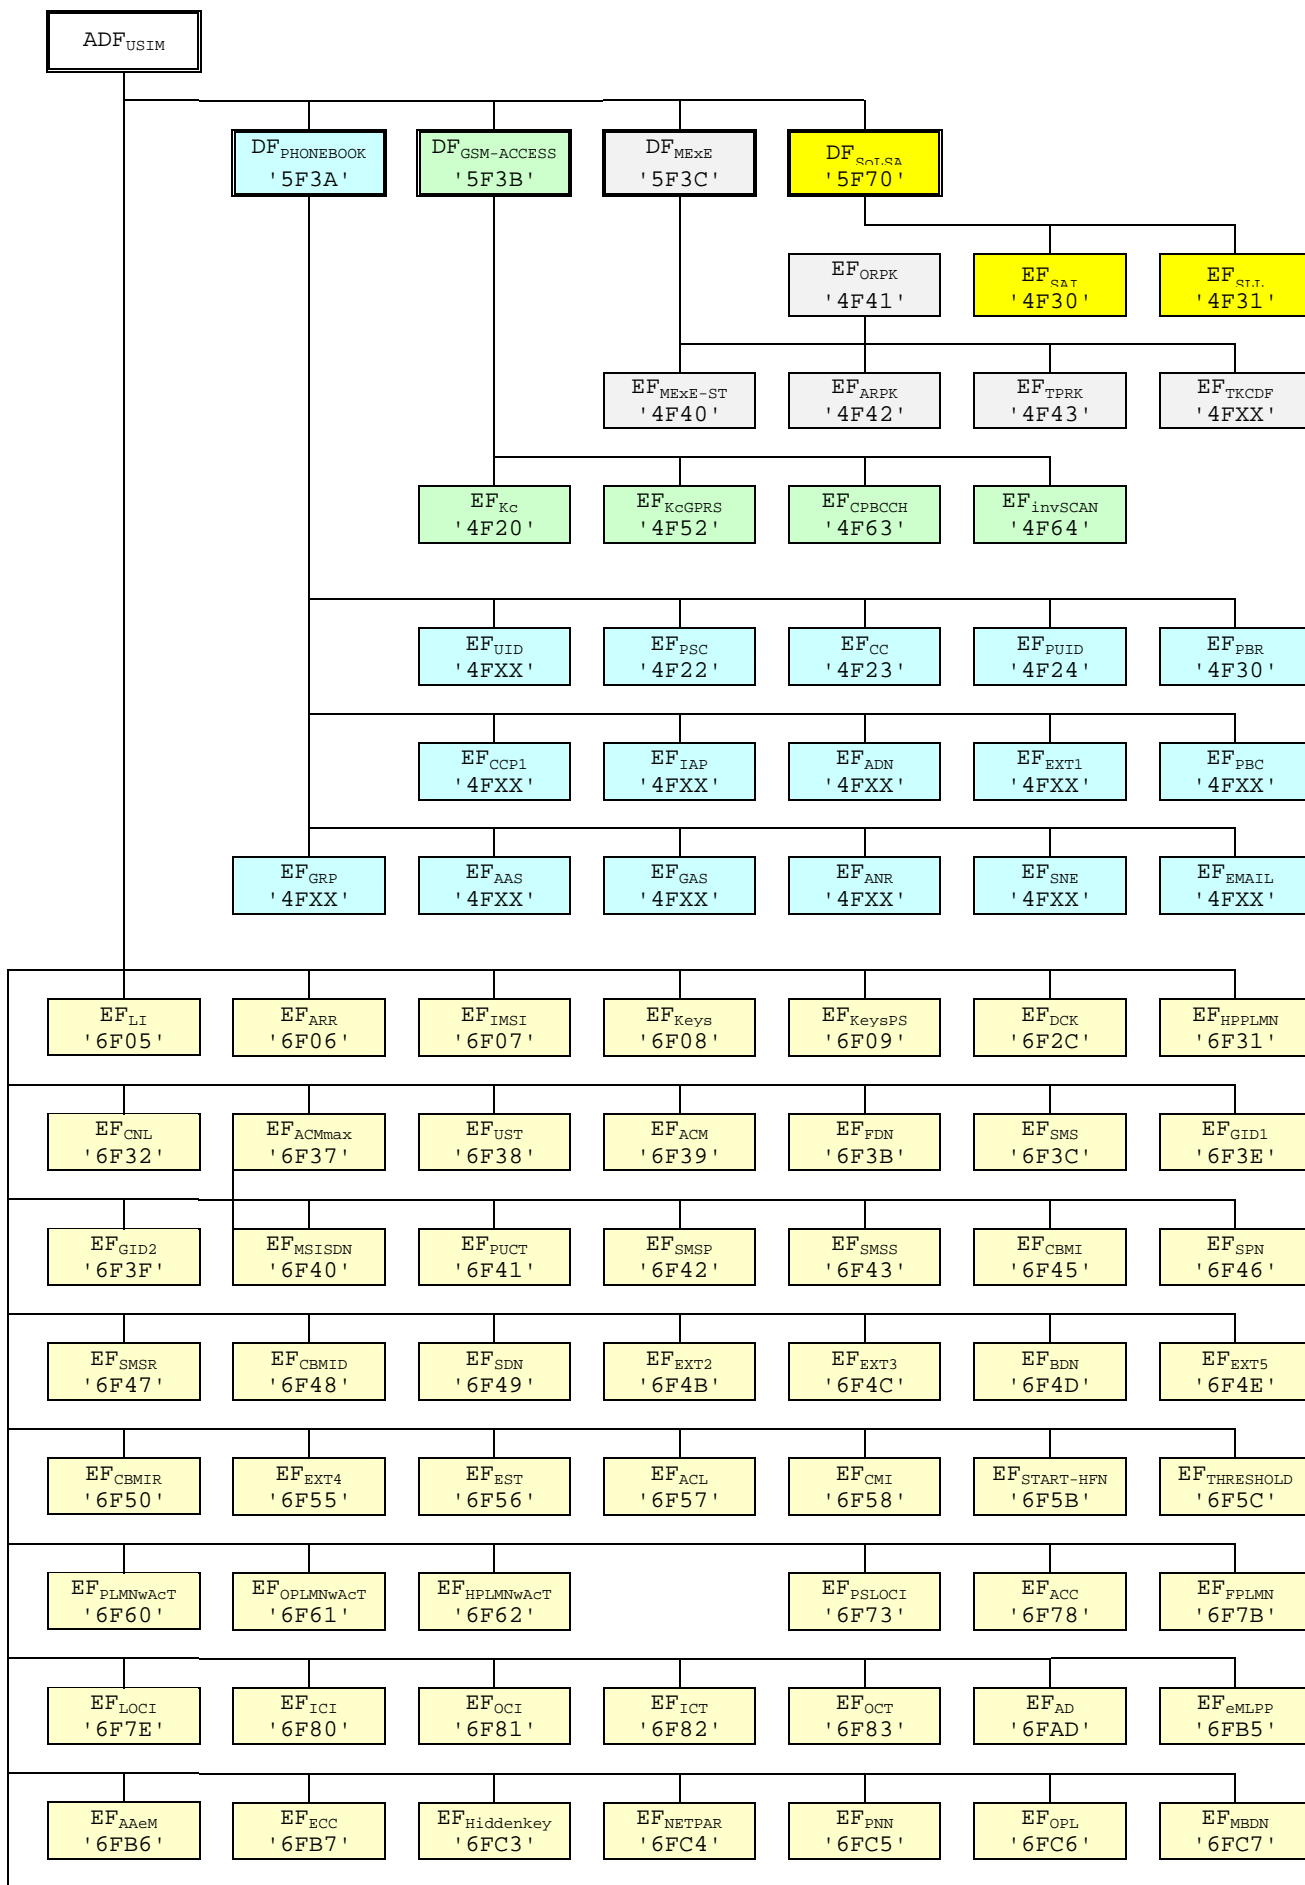 ADFUSIM
DFPHONEBOOK DFGSM-ACCESS DFMExE DFSoLSA
'5F3A' '5F3B' '5F3C' '5F70'
EFORPK EFSAI EFSLL
'4F41' '4F30' '4F31'
EFMExE-ST EFARPK EFTPRK EFTKCDF
'4F40' '4F42' '4F43' '4FXX'
EFKc EFKcGPRS EFCPBCCH EFinvSCAN
'4F20' '4F52' '4F63' '4F64'
EFUID EFPSC EFCC EFPUID EFPBR
'4FXX' '4F22' '4F23' '4F24' '4F30'
EFCCP1 EFIAP EFADN EFEXT1 EFPBC
'4FXX' '4FXX' '4FXX' '4FXX' '4FXX'
EFGRP EFAAS EFGAS EFANR EFSNE EFEMAIL
'4FXX' '4FXX' '4FXX' '4FXX' '4FXX' '4FXX'
EFLI EFARR EFIMSI EFKeys EFKeysPS EFDCK EFHPPLMN
'6F05' '6F06' '6F07' '6F08' '6F09' '6F2C' '6F31'
EFCNL EFACMmax EFUST EFACM EFFDN EFSMS EFGID1
'6F32' '6F37' '6F38' '6F39' '6F3B' '6F3C' '6F3E'
EFGID2 EFMSISDN EFPUCT EFSMSP EFSMSS EFCBMI EFSPN
'6F3F' '6F40' '6F41' '6F42' '6F43' '6F45' '6F46'
EFSMSR EFCBMID EFSDN EFEXT2 EFEXT3 EFBDN EFEXT5
'6F47' '6F48' '6F49' '6F4B' '6F4C' '6F4D' '6F4E'
EFCBMIR EFEXT4 EFEST EFACL EFCMI EFSTART-HFN EFTHRESHOLD
'6F50' '6F55' '6F56' '6F57' '6F58' '6F5B' '6F5C'
EFPLMNwAcT EFOPLMNwAcT EFHPLMNwAcT EFPSLOCI EFACC EFFPLMN
'6F60' '6F61' '6F62' '6F73' '6F78' '6F7B'
EFLOCI EFICI EFOCI EFICT EFOCT EFAD EFeMLPP
'6F7E' '6F80' '6F81' '6F82' '6F83' '6FAD' '6FB5'
EFAAeM EFECC EFHiddenkey EFNETPAR EFPNN EFOPL EFMBDN
'6FB6' '6FB7' '6FC3' '6FC4' '6FC5' '6FC6' '6FC7'